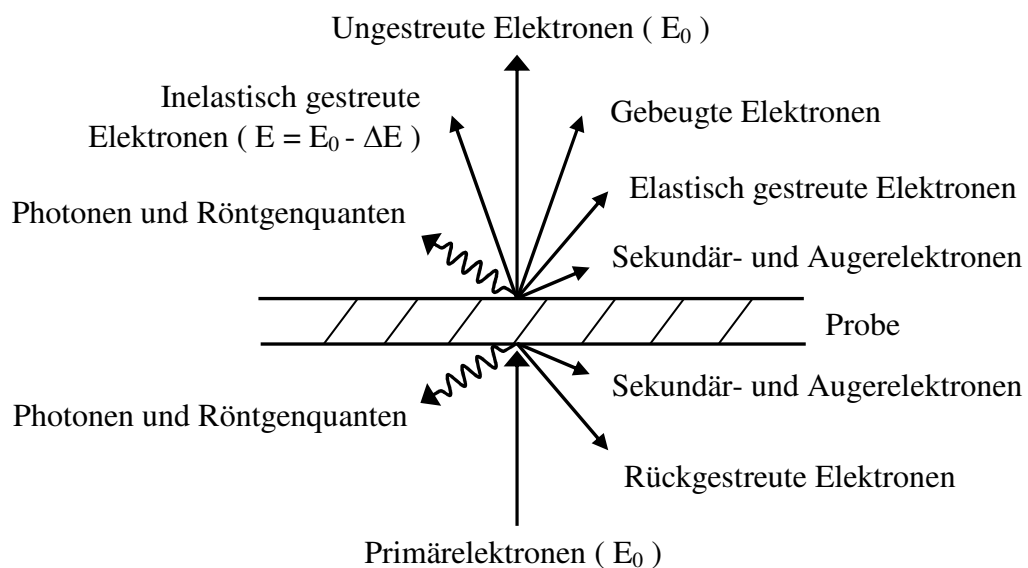 Ungestreute Elektronen ( E₀ )
Inelastisch gestreute
Elektronen ( E = E₀ - ΔE )
Gebeugte Elektronen
Elastisch gestreute Elektronen
Photonen und Röntgenquanten
Sekundär- und Augerelektronen
Probe
Sekundär- und Augerelektronen
Photonen und Röntgenquanten
Rückgestreute Elektronen
Primärelektronen ( E₀ )